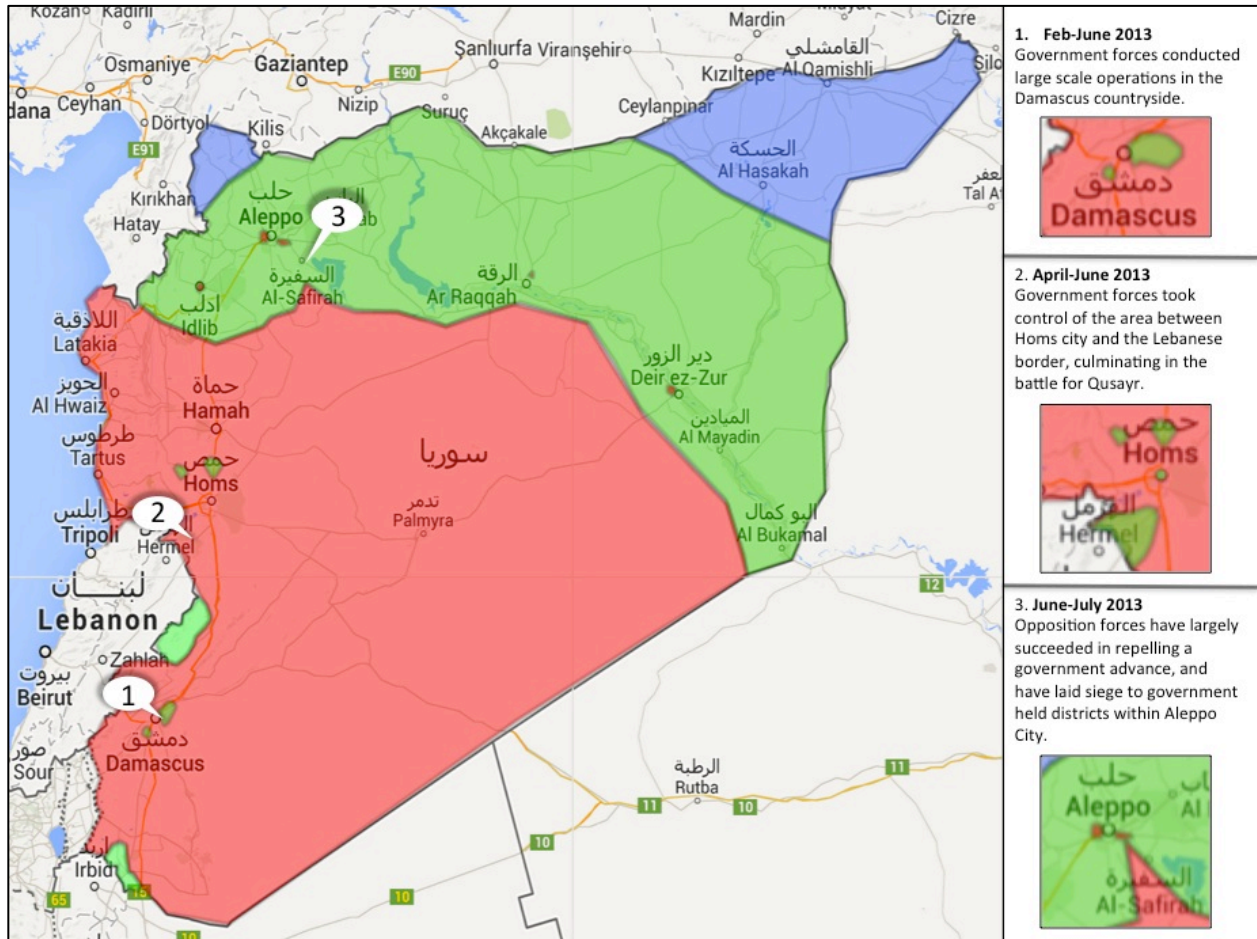 Kozan
Kadirli
Osmaniye
Ceyhan
dana
Dörtyol
E91
Kırıkhan
Hatay
Gaziantep
Nizip
Kilis
E90
Şanlıurfa
Viranşehir
Suruç
Akçakale
Ceylanpınar
Mardin
Kızıltepe
القامشلي
Al Qamishli
Cizre
Silo
الحسكة
Al Hasakah
Tal Af
حلب
Aleppo
3
السفيرة
Al-Safirah
ادلب
Idlib
الرقة
Ar Raqqah
اللاذقية
Latakia
الحويز
Al Hwaiz
حماة
Hamah
طرطوس
Tartus
حمص
Homs
سوريا
تدمر
Palmyra
دير الزور
Deir ez-Zur
الميادين
Al Mayadin
البو كمال
Al Bukamal
طرابلس
Tripoli
2
Hermel
لبنــــان
Lebanon
Zahlah
بيروت
Beirut
1
دمشق
Damascus
صور
Sour
اربد
Irbid
65
15
10
10
10
10
11
11
12
الرطبة
Rutba
1. Feb-June 2013
Government forces conducted
large scale operations in the
Damascus countryside.
دمشق
Damascus
2. April-June 2013
Government forces took
control of the area between
Homs city and the Lebanese
border, culminating in the
battle for Qusayr.
حمص
Homs
الهرمل
Hermel
3. June-July 2013
Opposition forces have largely
succeeded in repelling a
government advance, and
have laid siege to government
held districts within Aleppo
City.
حلب
Aleppo
السفيرة
Al-Safirah